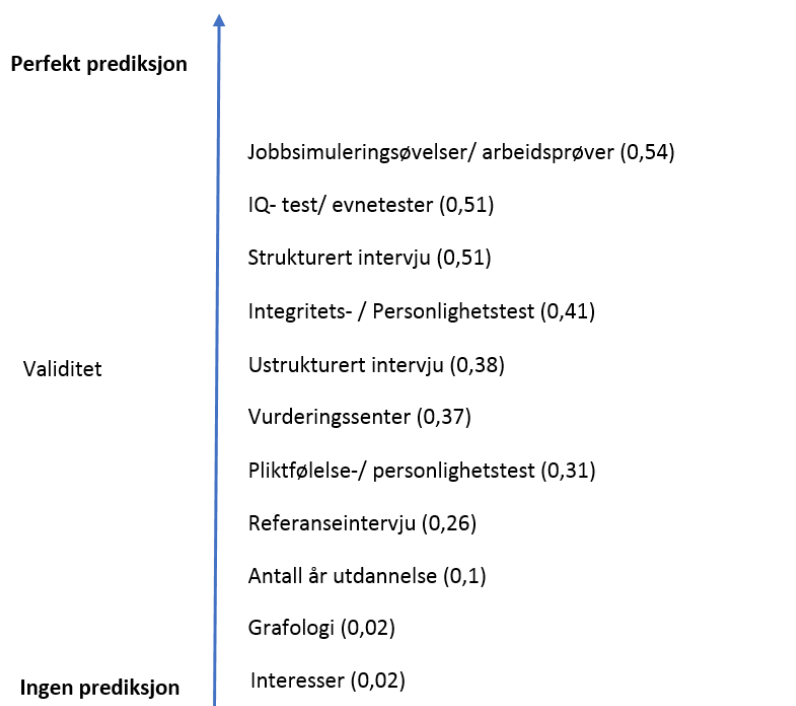 Perfekt prediksjon
Jobbsimuleringsøvelser/ arbeidsprøver (0,54)
IQ- test/ evnetester (0,51)
Strukturert intervju (0,51)
Integritets- / Personlighetstest (0,41)
Validitet
Ustrukturert intervju (0,38)
Vurderingssenter (0,37)
Pliktfølelse-/ personlighetstest (0,31)
Referanseintervju (0,26)
Antall år utdannelse (0,1)
Grafologi (0,02)
Interesser (0,02)
Ingen prediksjon